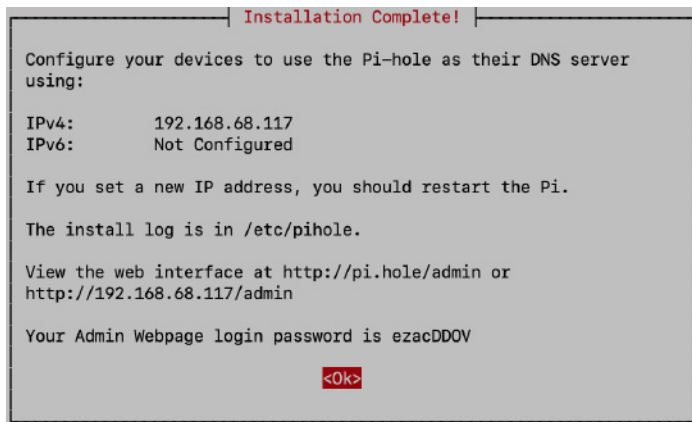 Installation Complete!
Configure your devices to use the Pi-hole as their DNS server
using:
IPv4: 192.168.68.117
IPv6: Not Configured
If you set a new IP address, you should restart the Pi.
The install log is in /etc/pihole.
View the web interface at http://pi.hole/admin or
http://192.168.68.117/admin
Your Admin Webpage login password is ezacDDOV
<Ok>